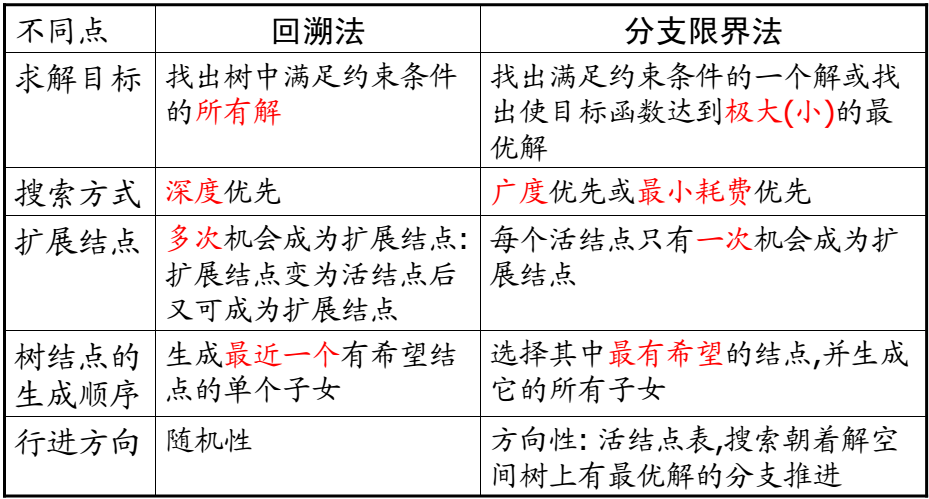 不同点 回溯法 分支限界法
求解目标 找出树中满足约束条件
的所有解
找出满足约束条件的一个解或找
出使目标函数达到极大(小)的最
优解
搜索方式 深度优先 广度优先或最小耗费优先
扩展结点 多次机会成为扩展结点:
扩展结点变为活结点后
又可成为扩展结点
每个活结点只有一次机会成为扩
展结点
树结点的
生成顺序
生成最近一个有希望结
点的单个子女
选择其中最有希望的结点,并生成
它的所有子女
行进方向 随机性 方向性: 活结点表,搜索朝着解空
间树上有最优解的分支推进